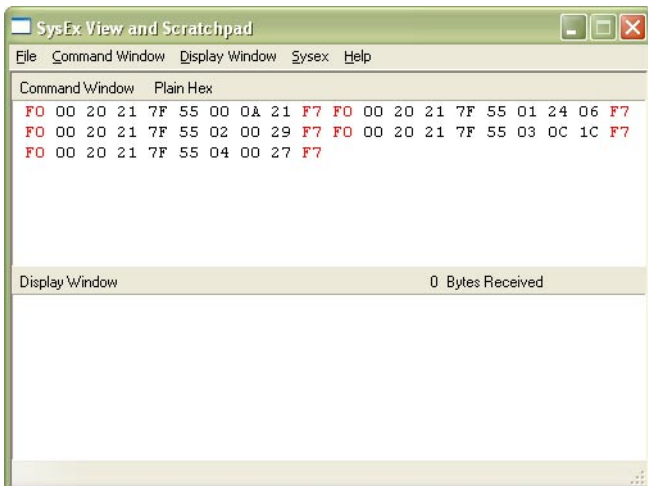 SysEx View and Scratchpad
File Command Window Display Window Sysex Help
Command Window Plain Hex
F0 00 20 21 7F 55 00 0A 21 F7 F0 00 20 21 7F 55 01 24 06 F7
F0 00 20 21 7F 55 02 00 29 F7 F0 00 20 21 7F 55 03 0C 1C F7
F0 00 20 21 7F 55 04 00 27 F7
Display Window 0 Bytes Received